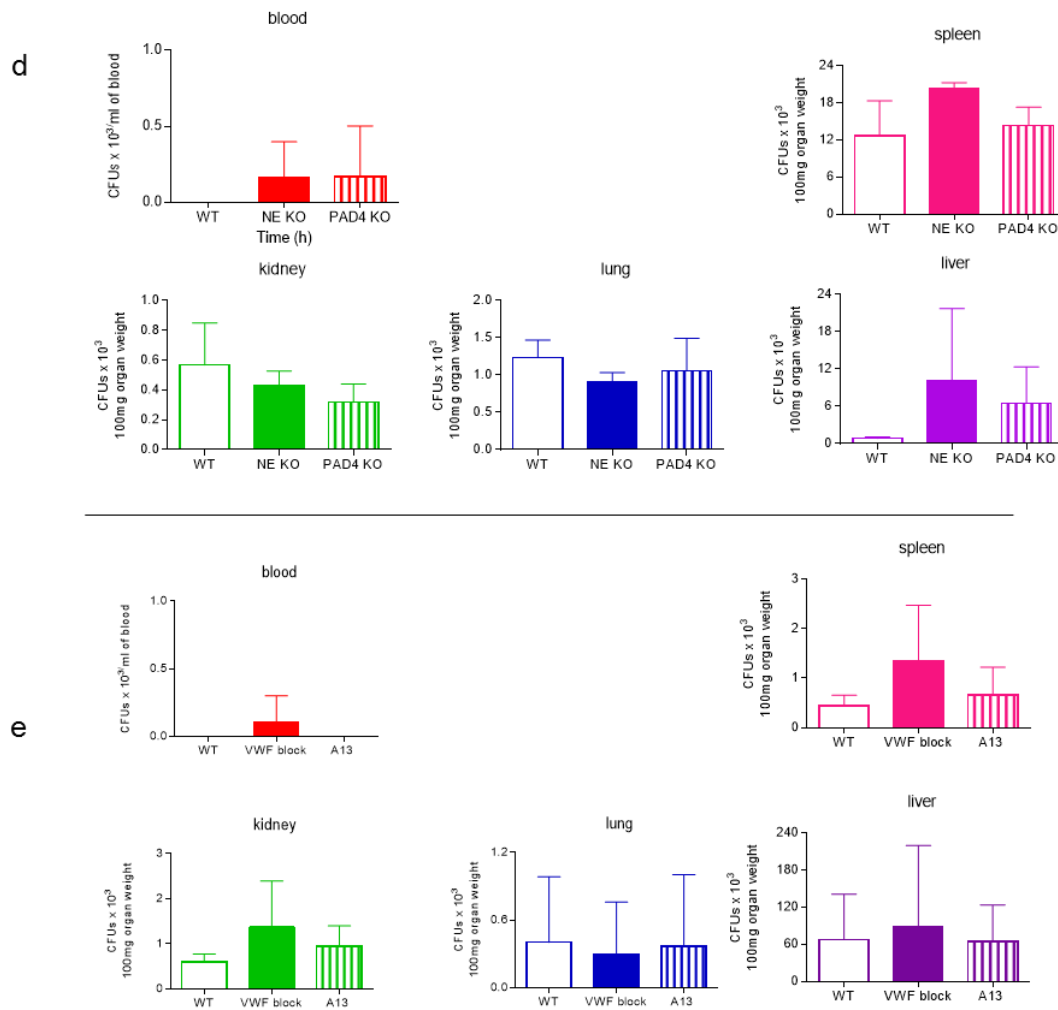 d
blood
CFUs x 10³/ml of blood
1.0
0.5
0.0
WT NE KO PAD4 KO
Time (h)
spleen
CFUs x 10³
100mg organ weight
24
18
12
6
0
WT NE KO PAD4 KO
kidney
CFUs x 10³
100mg organ weight
1.0
0.8
0.6
0.4
0.2
0.0
WT NE KO PAD4 KO
lung
CFUs x 10³
100mg organ weight
2.0
1.5
1.0
0.5
0.0
WT NE KO PAD4 KO
liver
CFUs x 10³
100mg organ weight
24
18
12
6
0
WT NE KO PAD4 KO
e
blood
CFUs x 10³/ml of blood
1.0
0.5
0.0
WT VWF block A13
spleen
CFUs x 10³
100mg organ weight
3
2
1
0
WT VWF block A13
kidney
CFUs x 10³
100mg organ weight
3
2
1
0
WT VWF block A13
lung
CFUs x 10³
100mg organ weight
1.2
0.6
0.0
WT VWF block A13
liver
CFUs x 10³
100mg organ weight
240
180
120
60
0
WT VWF block A13